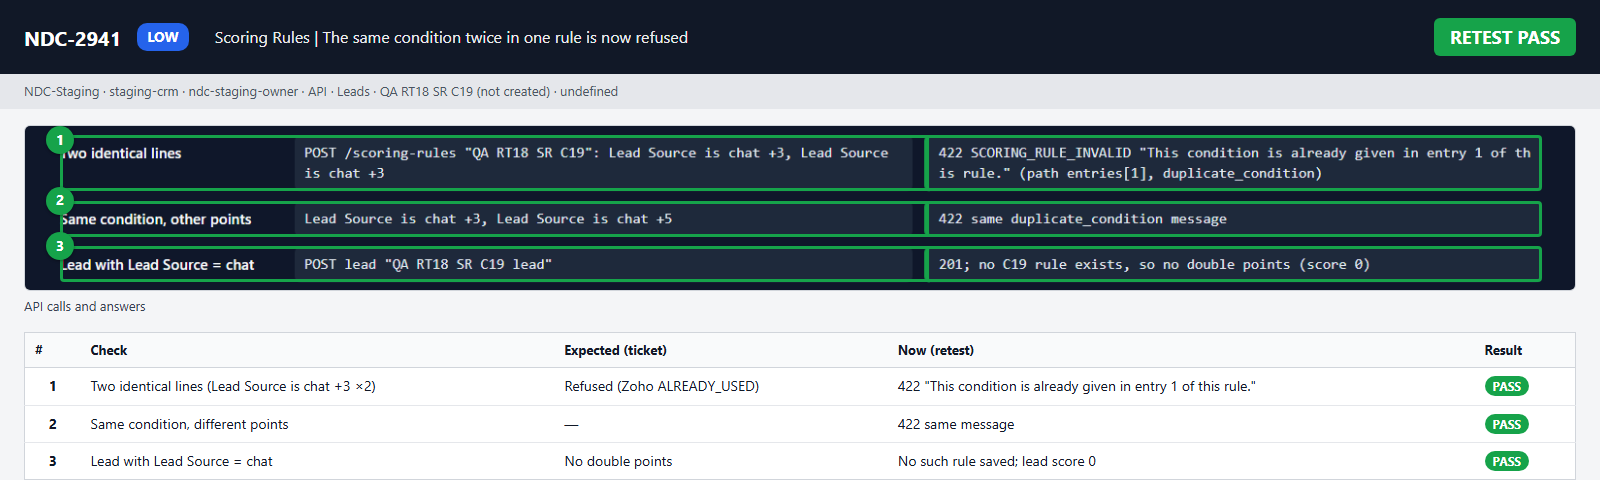 NDC-2941 LOW Scoring Rules | The same condition twice in one rule is now refused RETEST PASS
NDC-Staging · staging-crm · ndc-staging-owner · API · Leads · QA RT18 SR C19 (not created) · undefined
1
Two identical lines POST /scoring-rules "QA RT18 SR C19": Lead Source is chat +3, Lead Source 422 SCORING_RULE_INVALID "This condition is already given in entry 1 of th
is chat +3 is rule." (path entries[1], duplicate_condition)
2
Same condition, other points Lead Source is chat +3, Lead Source is chat +5 422 same duplicate_condition message
3
Lead with Lead Source = chat POST lead "QA RT18 SR C19 lead" 201; no C19 rule exists, so no double points (score 0)
API calls and answers
# Check Expected (ticket) Now (retest) Result
1 Two identical lines (Lead Source is chat +3 ×2) Refused (Zoho ALREADY_USED) 422 "This condition is already given in entry 1 of this rule." PASS
2 Same condition, different points — 422 same message PASS
3 Lead with Lead Source = chat No double points No such rule saved; lead score 0 PASS